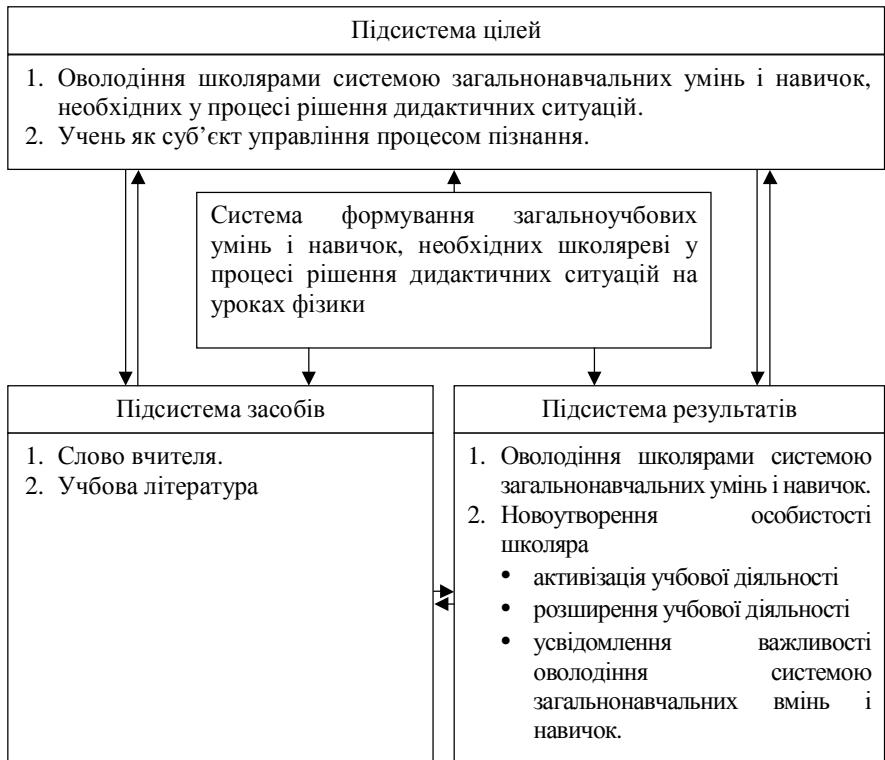 Підсистема цілей
1. Оволодіння школярами системою загальнонавчальних умінь і навичок,
необхідних у процесі рішення дидактичних ситуацій.
2. Учень як суб’єкт управління процесом пізнання.
Система формування загальноучбових
умінь і навичок, необхідних школяреві у
процесі рішення дидактичних ситуацій на
уроках фізики
Підсистема засобів
1. Слово вчителя.
2. Учбова література
Підсистема результатів
1. Оволодіння школярами системою
загальнонавчальних умінь і навичок.
2. Новоутворення особистості
школяра
• активізація учбової діяльності
• розширення учбової діяльності
• усвідомлення важливості
оволодіння системою
загальнонавчальних вмінь і
навичок.